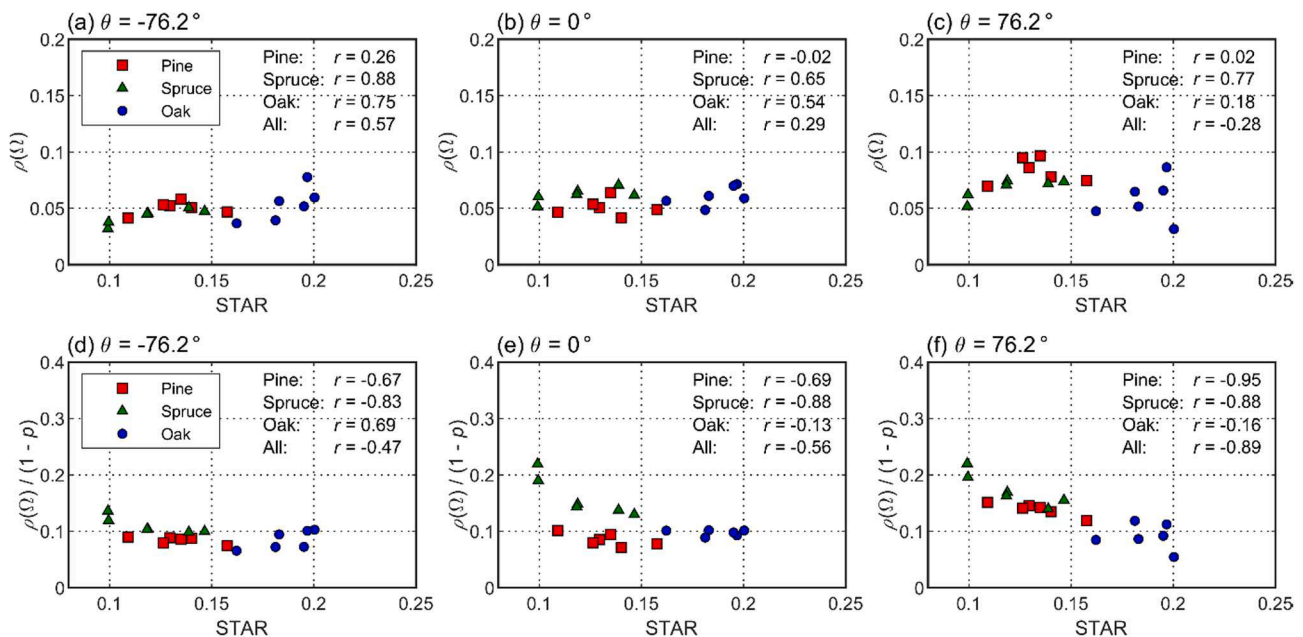 (a) θ = -76.2°
(b) θ = 0°
(c) θ = 76.2°
0.2
0.15
0.1
0.05
0
ρ(Ω)
Pine
Spruce
Oak
Pine: r = 0.26
Spruce: r = 0.88
Oak: r = 0.75
All: r = 0.57
0.1 0.15 0.2 0.25
STAR
0.2
0.15
0.1
0.05
0
ρ(Ω)
Pine: r = -0.02
Spruce: r = 0.65
Oak: r = 0.54
All: r = 0.29
0.1 0.15 0.2 0.25
STAR
0.2
0.15
0.1
0.05
0
ρ(Ω)
Pine: r = 0.02
Spruce: r = 0.77
Oak: r = 0.18
All: r = -0.28
0.1 0.15 0.2 0.25
STAR
(d) θ = -76.2°
(e) θ = 0°
(f) θ = 76.2°
0.4
0.3
0.2
0.1
0
ρ(Ω) / (1 - p)
Pine
Spruce
Oak
Pine: r = -0.67
Spruce: r = -0.83
Oak: r = 0.69
All: r = -0.47
0.1 0.15 0.2 0.25
STAR
0.4
0.3
0.2
0.1
0
ρ(Ω) / (1 - p)
Pine: r = -0.69
Spruce: r = -0.88
Oak: r = -0.13
All: r = -0.56
0.1 0.15 0.2 0.25
STAR
0.4
0.3
0.2
0.1
0
ρ(Ω) / (1 - p)
Pine: r = -0.95
Spruce: r = -0.88
Oak: r = -0.16
All: r = -0.89
0.1 0.15 0.2 0.25
STAR